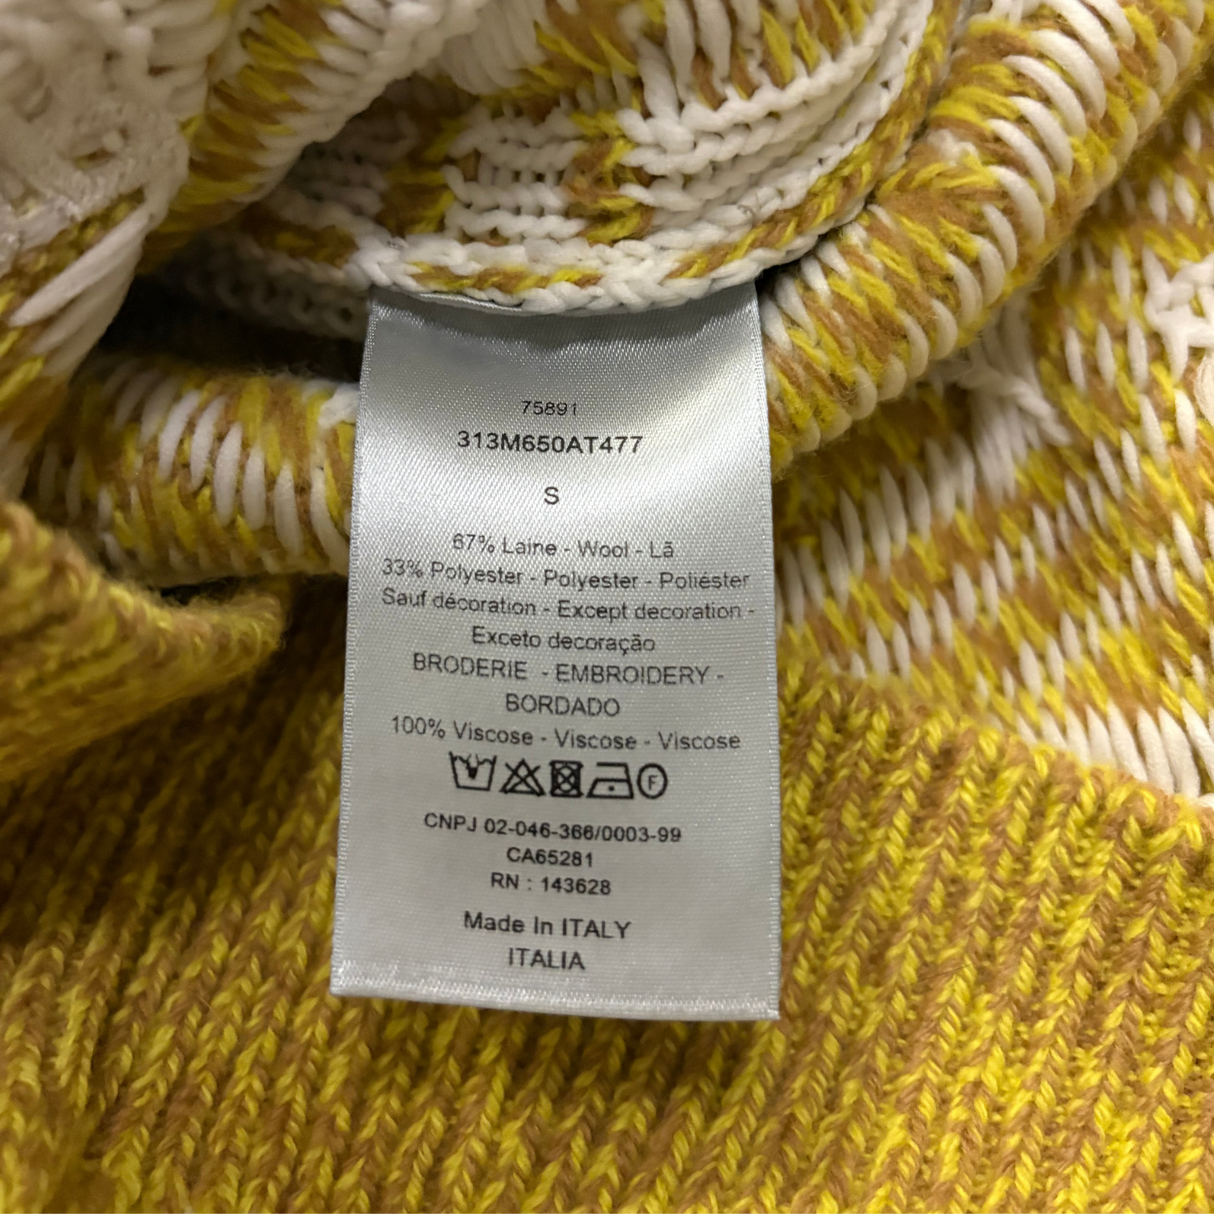 75891
313M650AT477
S
67% Laine - Wool - Lã
33% Polyester - Polyester - Poliéster
Sauf décoration - Except decoration -
Exceto decoração
BRODERIE - EMBROIDERY -
BORDADO
100% Viscose - Viscose - Viscose
F
CNPJ 02-046-366/0003-99
CA65281
RN : 143628
Made In ITALY
ITALIA